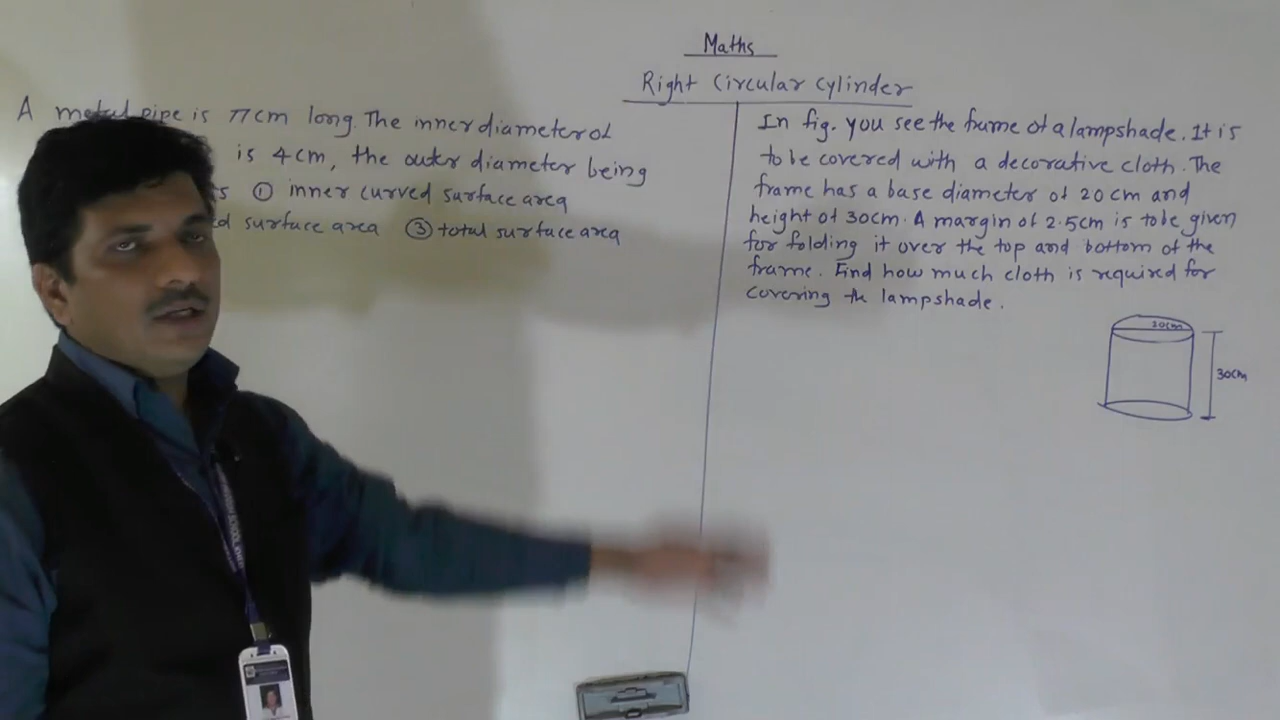 Maths
Right Circular Cylinder
A metal pipe is 77cm long. The inner diameter of
is 4cm, the outer diameter being
① inner curved surface area
surface area ③ total surface area
In fig. you see the frame of a lampshade. It is
to be covered with a decorative cloth. The
frame has a base diameter of 20 cm and
height of 30cm. A margin of 2.5cm is to be given
for folding it over the top and bottom of the
frame. Find how much cloth is required for
covering the lampshade.
20cm
30cm